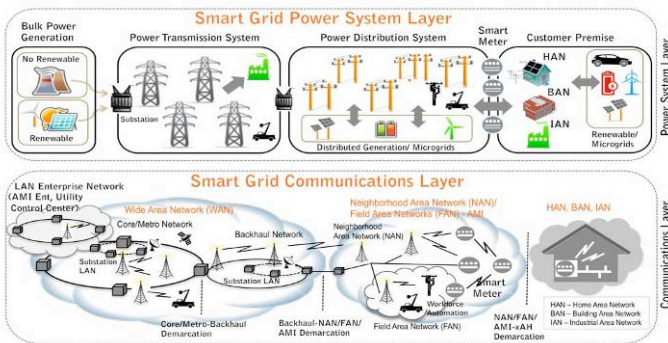 Smart Grid Power System Layer
Bulk Power
Generation
Power Transmission System
Power Distribution System
Smart
Meter
Customer Premise
No Renewable
Renewable
Substation
Distributed Generation/ Microgrids
HAN
BAN
IAN
Renewable/
Microgrids
Power System Layer
Smart Grid Communications Layer
LAN Enterprise Network
(AMI Ent, Utility
Control Center)
Wide Area Network (WAN)
Neighborhood Area Network (NAN)/
Field Area Networks (FAN) - AMI
HAN, BAN, IAN
Core/Metro Network
Backhaul Network
Neighborhood
Area Network (NAN)
Substation
LAN
Substation LAN
Smart
Meter
Workforce
Automation
Field Area Network (FAN)
Core/Metro-Backhaul
Demarcation
Backhaul-NAN/FAN/
AMI Demarcation
NAN/FAN/
AMI-xAH
Demarcation
HAN – Home Area Network
BAN – Building Area Network
IAN – Industrial Area Network
Communications Layer